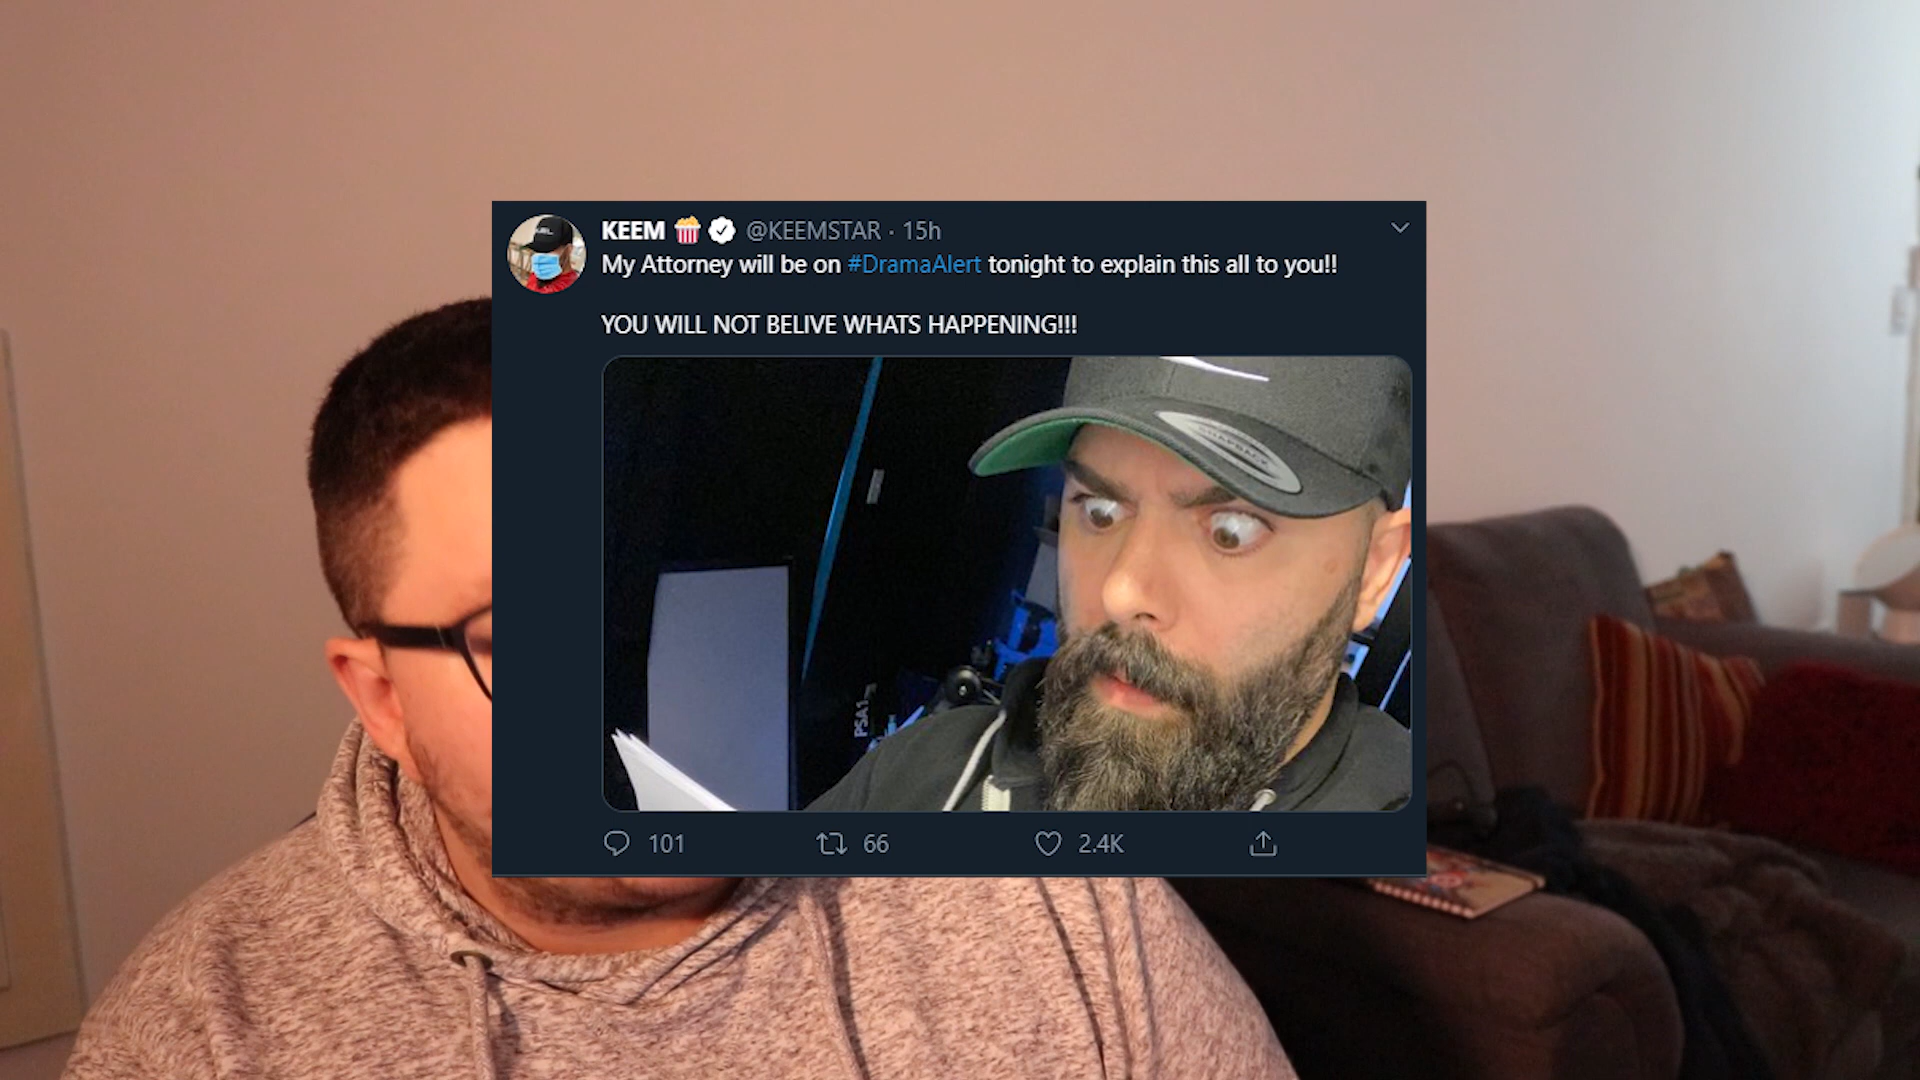 KEEM 🍿 @KEEMSTAR · 15h
My Attorney will be on #DramaAlert tonight to explain this all to you!!
YOU WILL NOT BELIVE WHATS HAPPENING!!!
SNAPBACK
PSA1
101 66 2.4K